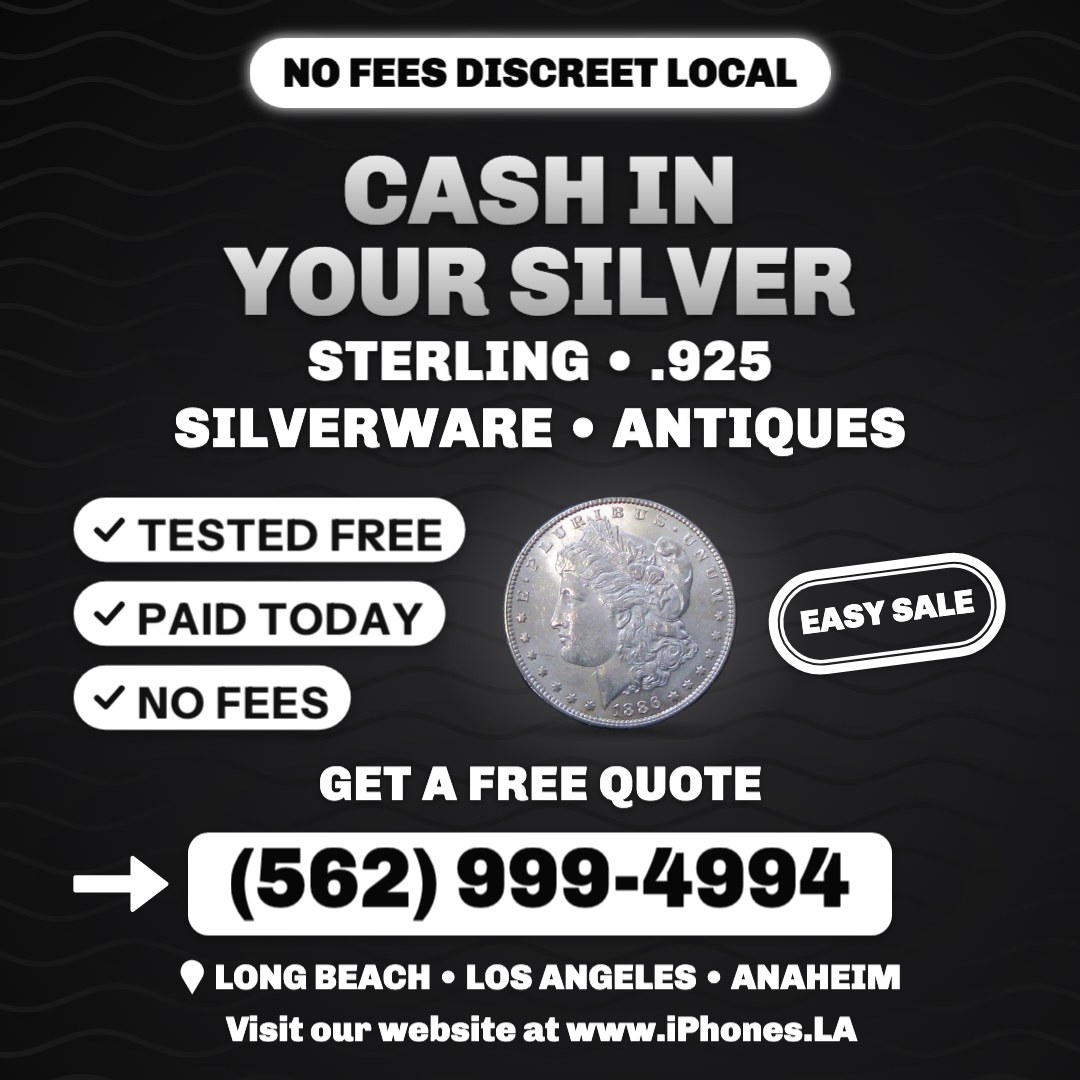 NO FEES DISCREET LOCAL
CASH IN
YOUR SILVER
STERLING • .925
SILVERWARE • ANTIQUES
✓ TESTED FREE
✓ PAID TODAY
✓ NO FEES
E·PLURIBUS·UNUM
1886
EASY SALE
GET A FREE QUOTE
(562) 999-4994
LONG BEACH • LOS ANGELES • ANAHEIM
Visit our website at www.iPhones.LA